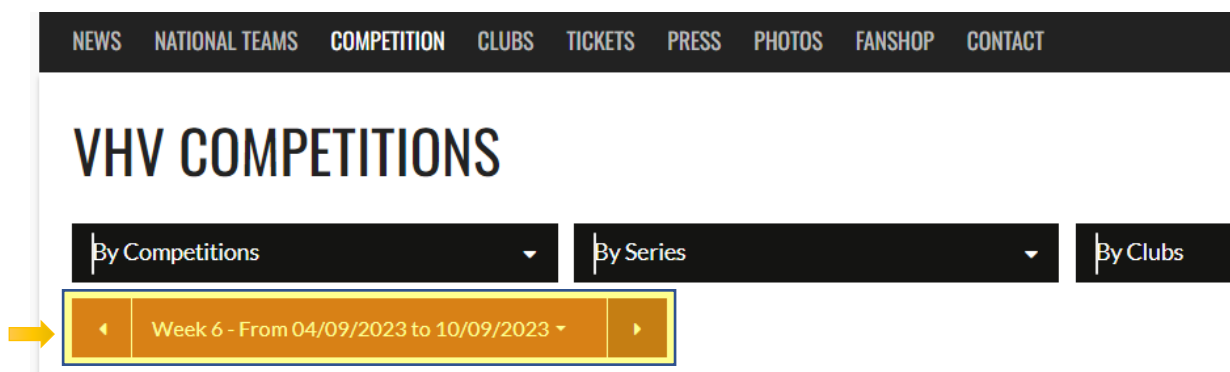 NEWS NATIONAL TEAMS COMPETITION CLUBS TICKETS PRESS PHOTOS FANSHOP CONTACT
VHV COMPETITIONS
By Competitions By Series By Clubs
Week 6 - From 04/09/2023 to 10/09/2023